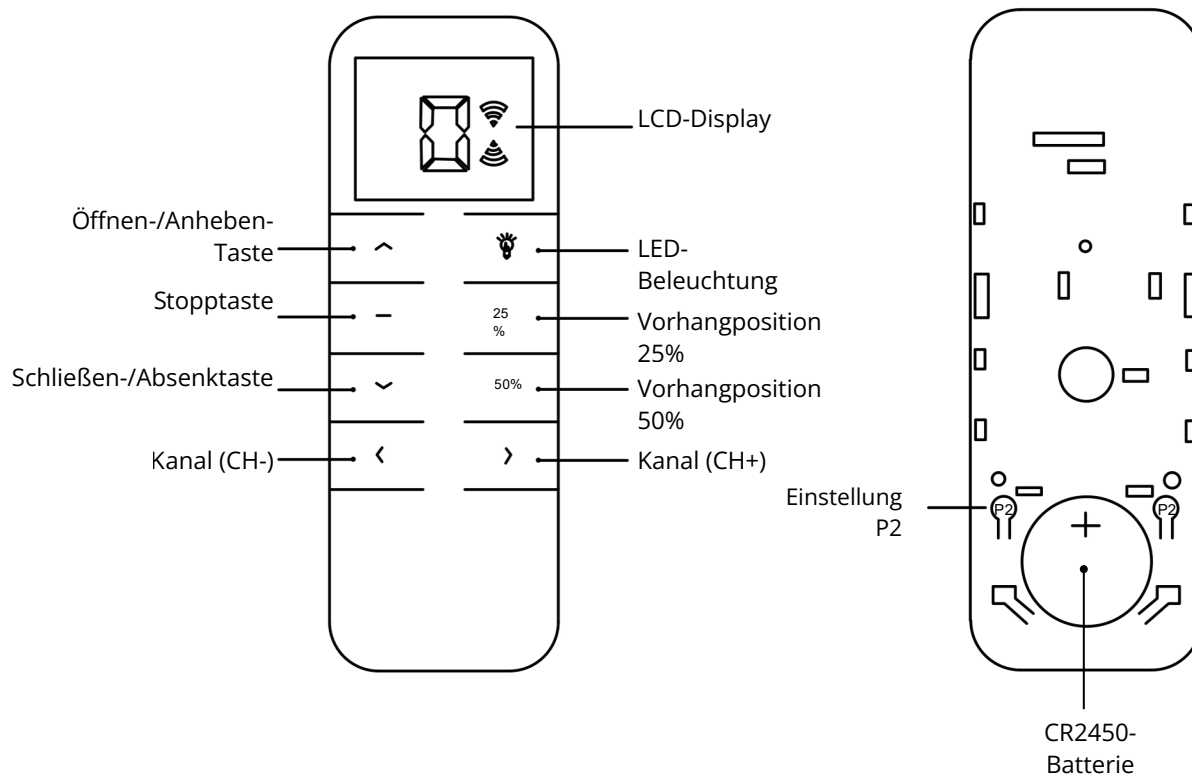 LCD-Display
Öffnen-/Anheben-
Taste
LED-
Beleuchtung
Stopptaste
25
%
Vorhangposition
25%
Schließen-/Absenktaste
50%
Vorhangposition
50%
Kanal (CH-)
Kanal (CH+)
Einstellung
P2
P2
P2
CR2450-
Batterie